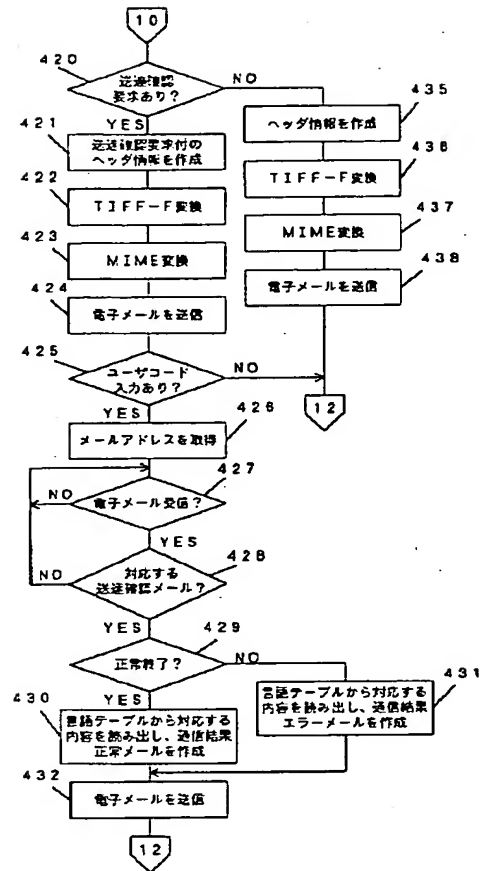 10
420
送達確認
要求あり?
NO
YES
435
ヘッダ情報を作成
421
送達確認要求付の
ヘッダ情報を作成
436
TIFF-F変換
422
TIFF-F変換
437
MIME変換
423
MIME変換
438
電子メールを送信
424
電子メールを送信
425
ユーザコード
入力あり?
NO
12
YES
426
メールアドレスを取得
427
NO
電子メール受信?
YES
428
NO
対応する
送達確認メール?
YES
429
正常終了?
NO
YES
431
言語テーブルから対応する
内容を読み出し、通信結果
エラーメールを作成
430
言語テーブルから対応する
内容を読み出し、通信結果
正常メールを作成
432
電子メールを送信
12